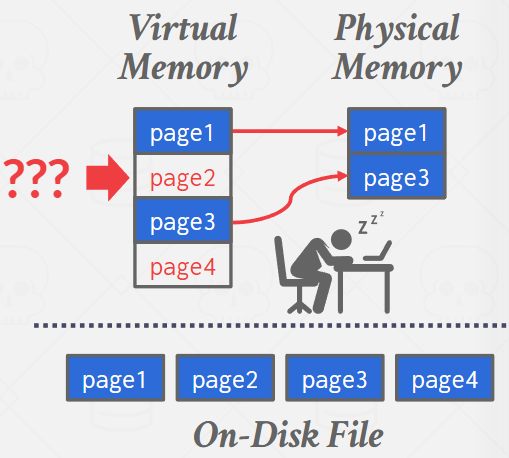 Virtual
Memory
Physical
Memory
page1
page2
page3
page4
???
page1
page3
z z z
page1 page2 page3 page4
On-Disk File